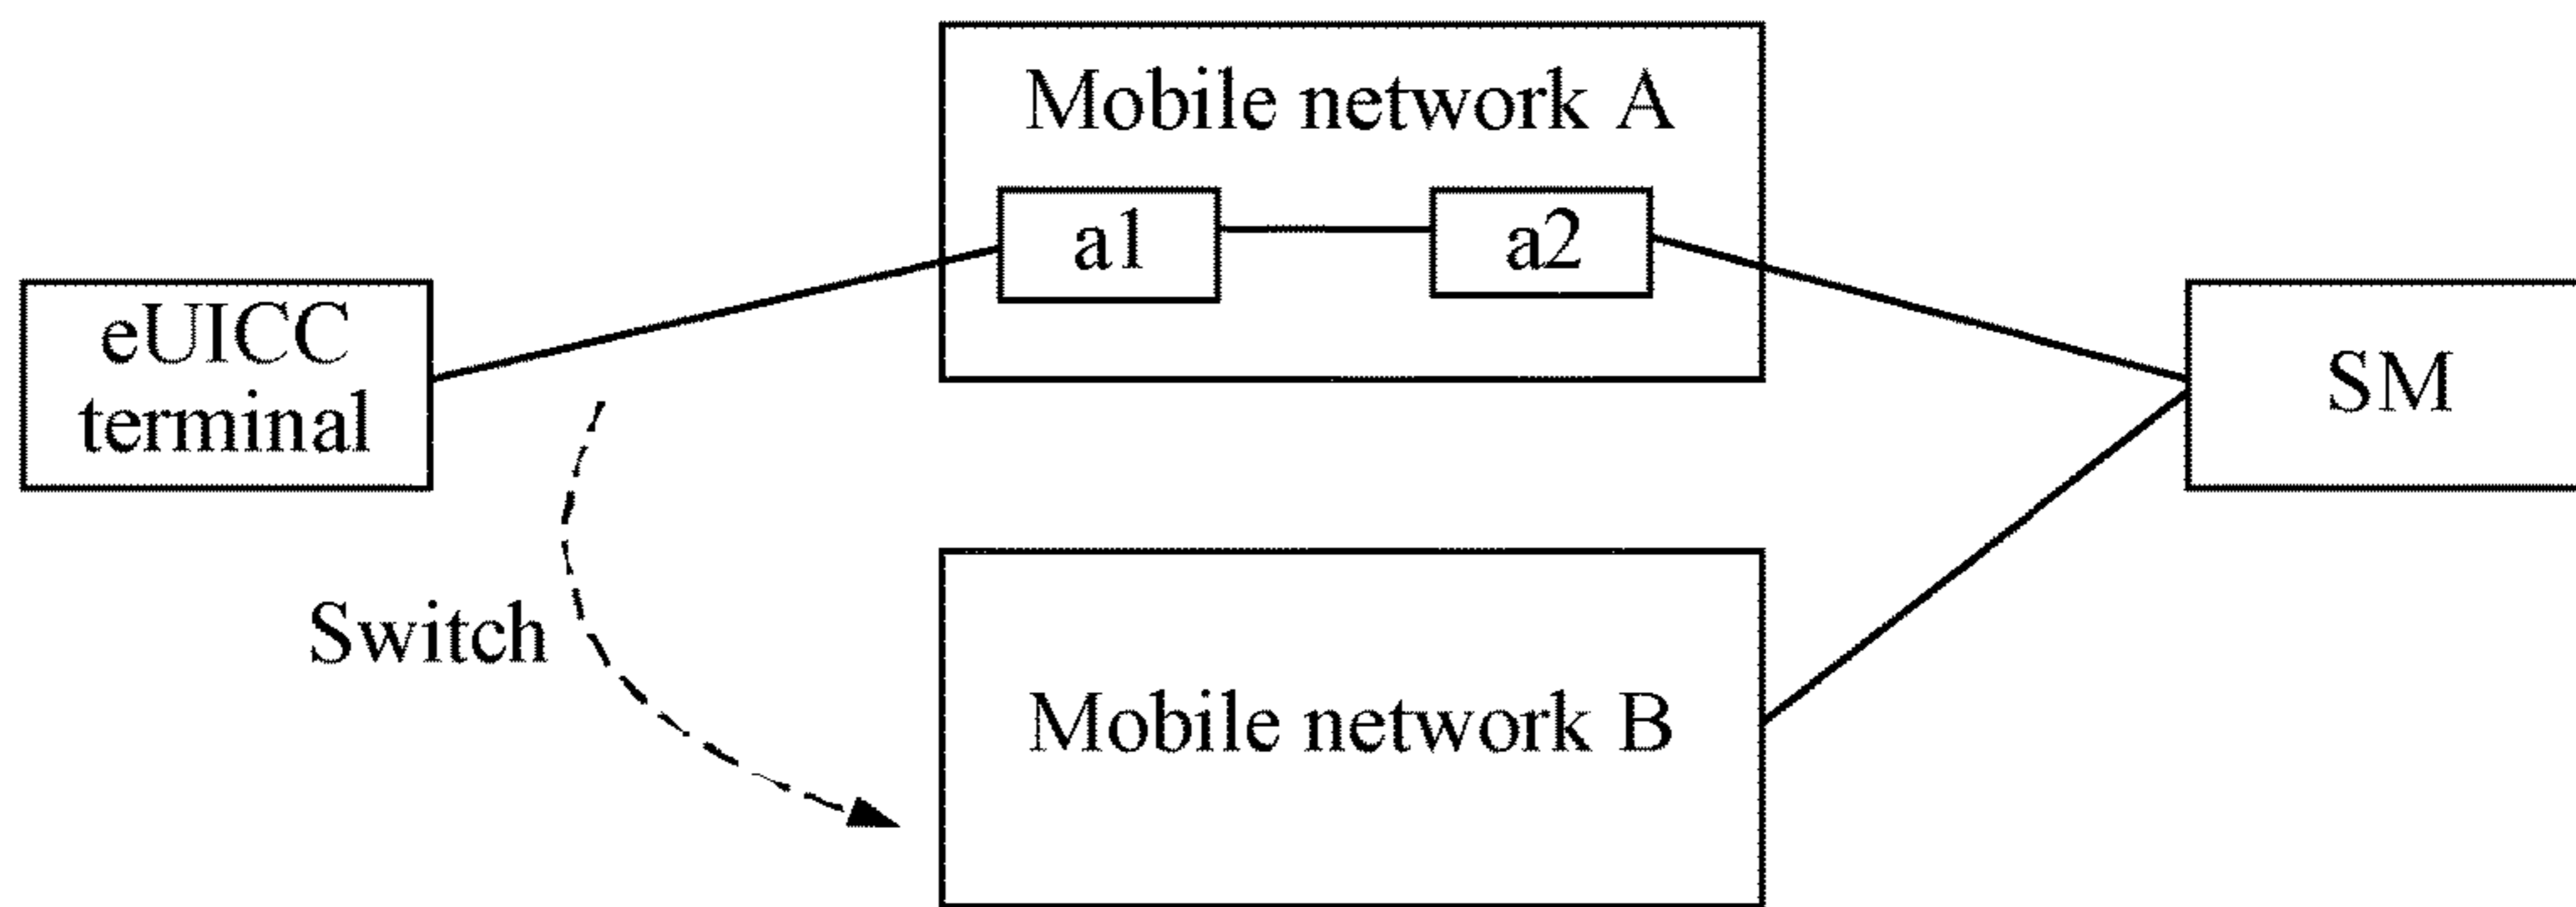 Mobile network A
a1
a2
eUICC
terminal
SM
Switch
Mobile network B